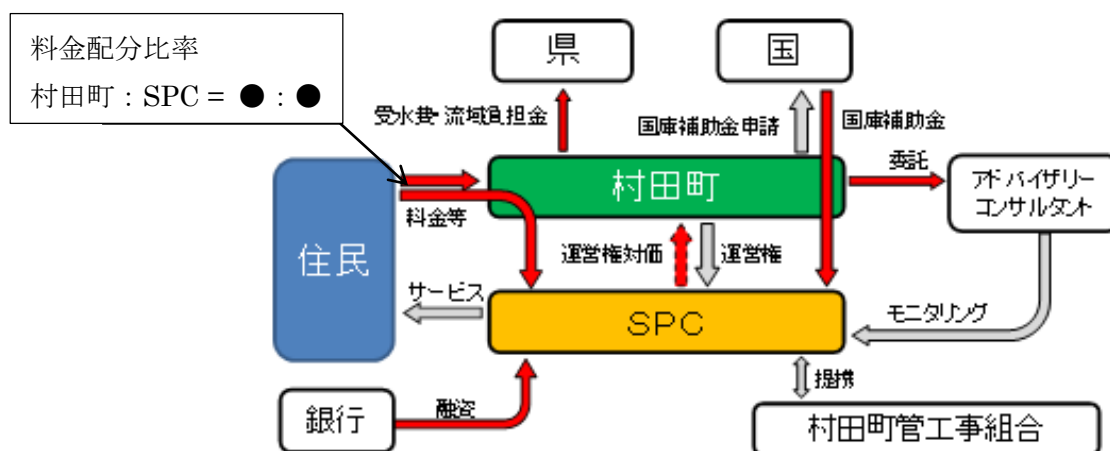 料金配分比率
村田町：SPC = ●：●
県
国
受水費・流域負担金
国庫補助金申請
国庫補助金
村田町
委託
アドバイザリー
コンサルタント
料金等
住民
運営権対価
運営権
サービス
SPC
モニタリング
銀行
融資
提携
村田町管工事組合